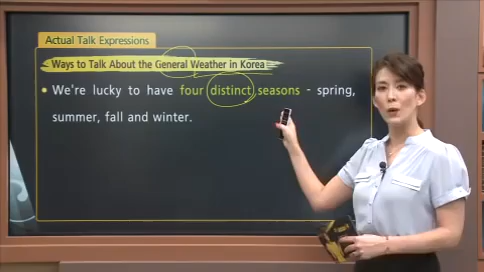 Actual Talk Expressions
Ways to Talk About the General Weather in Korea
• We're lucky to have four distinct seasons - spring,
summer, fall and winter.